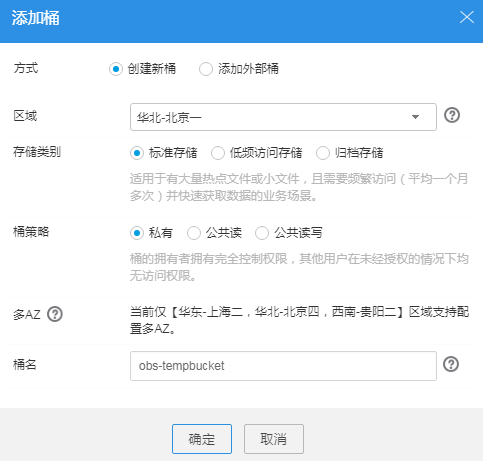 添加桶
方式 创建新桶 添加外部桶
区域 华北-北京一
存储类别 标准存储 低频访问存储 归档存储
适用于有大量热点文件或小文件，且需要频繁访问（平均一个月
多次）并快速获取数据的业务场景。
桶策略 私有 公共读 公共读写
桶的拥有者拥有完全控制权限，其他用户在未经授权的情况下均
无访问权限。
多AZ 当前仅【华东-上海二，华北-北京四，西南-贵阳二】区域支持配
置多AZ。
桶名 obs-tempbucket
确定 取消